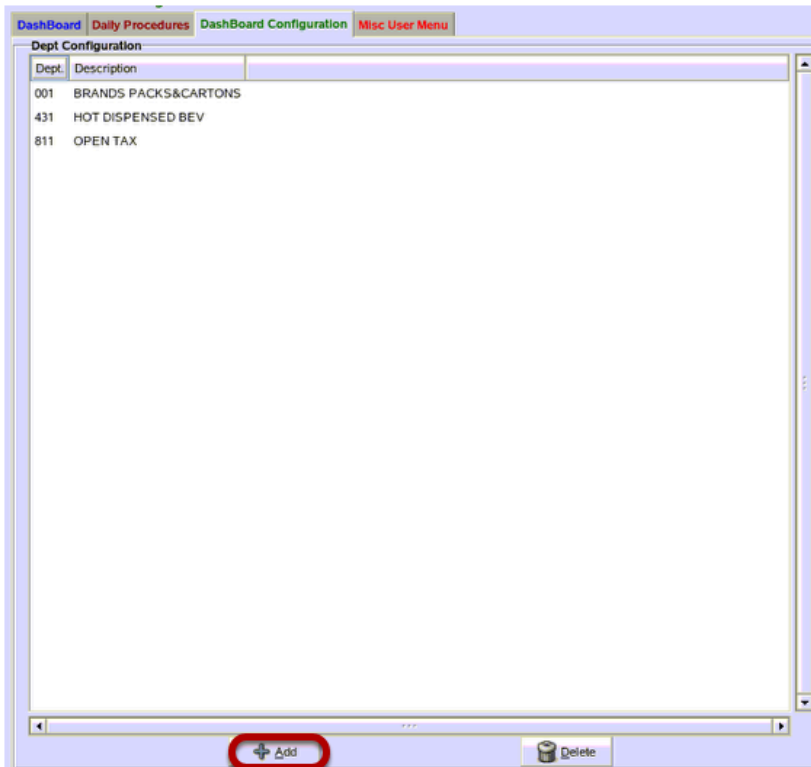 DashBoard Daily Procedures DashBoard Configuration Misc User Menu
Dept Configuration
Dept. Description
001 BRANDS PACKS&CARTONS
431 HOT DISPENSED BEV
811 OPEN TAX
Add Delete